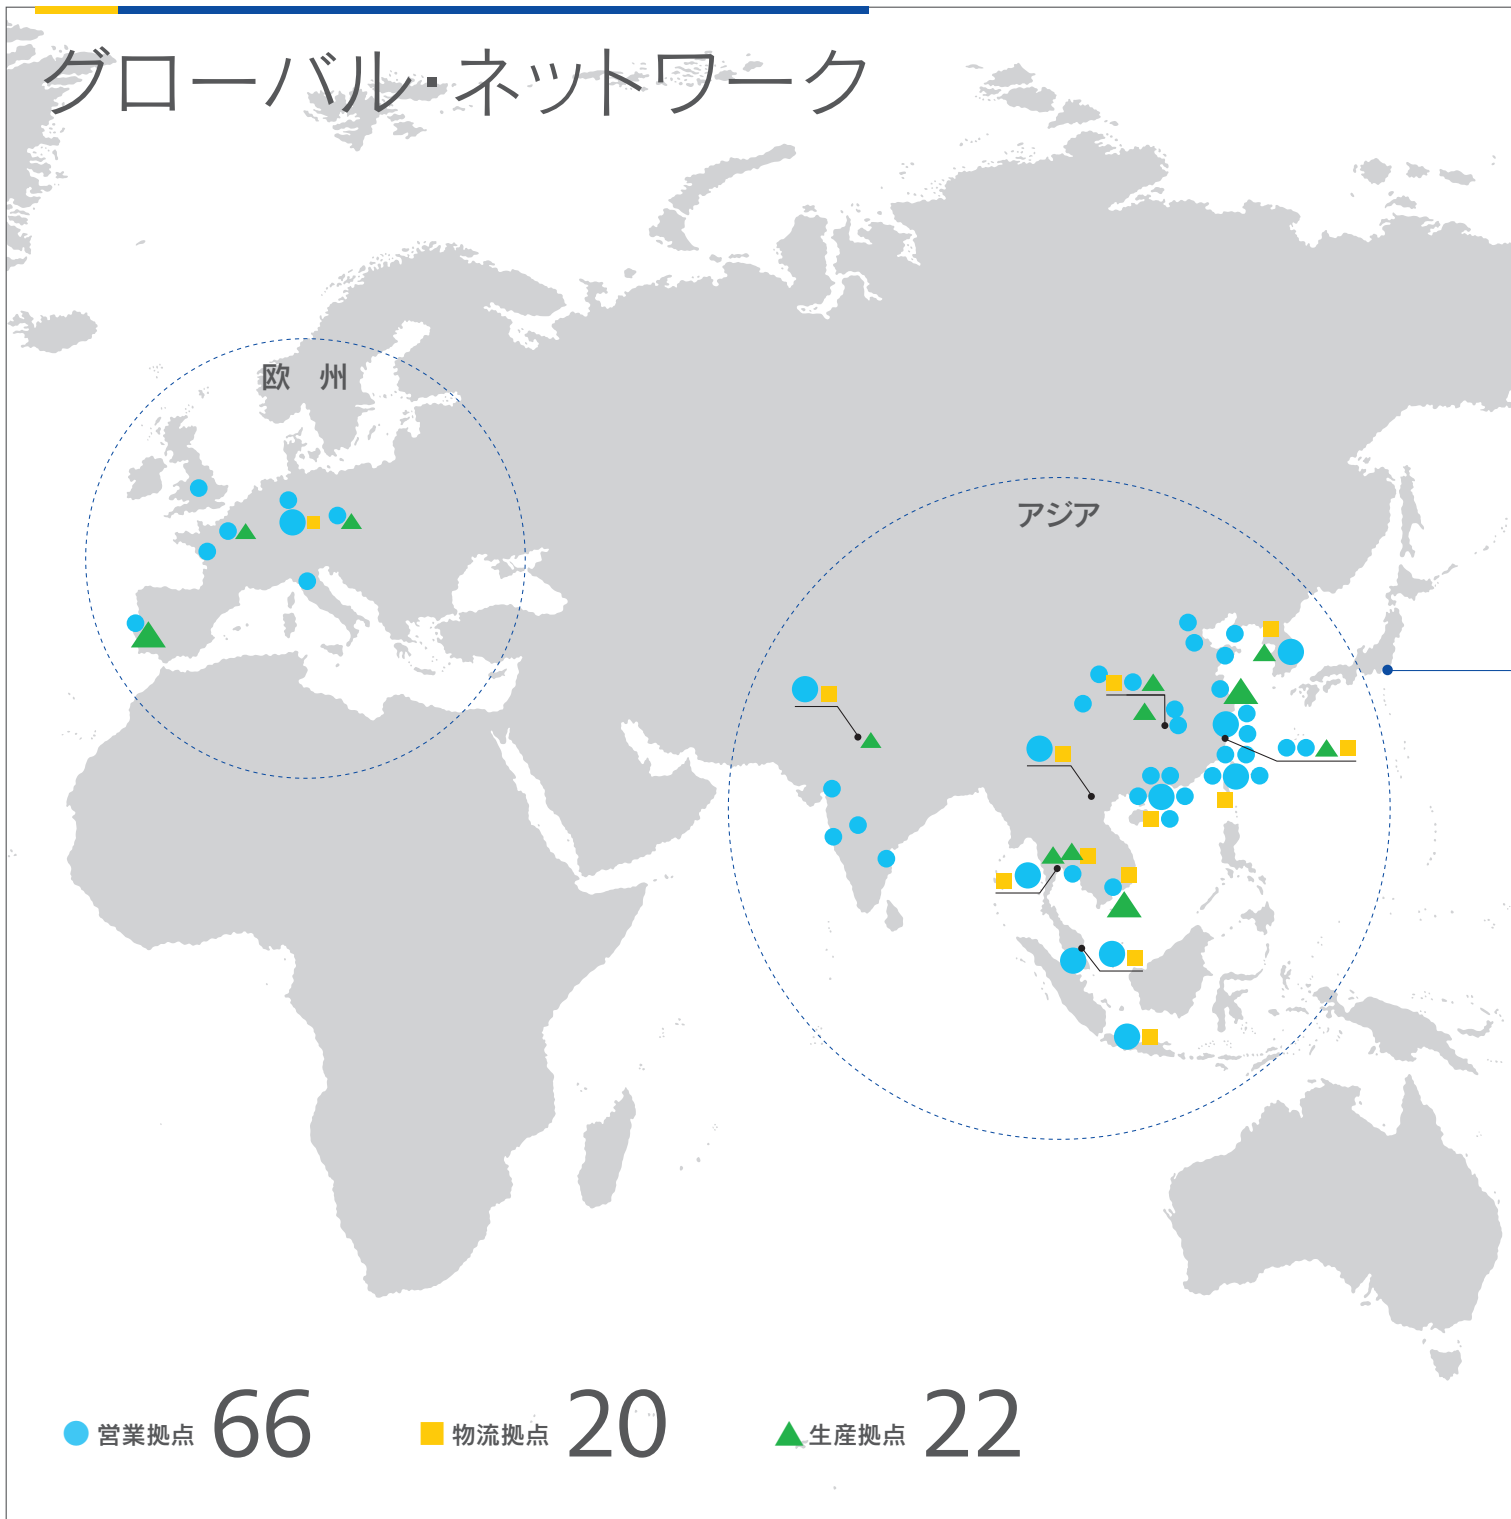 グローバル・ネットワーク
欧　州
アジア
営業拠点 66
物流拠点 20
生産拠点 22